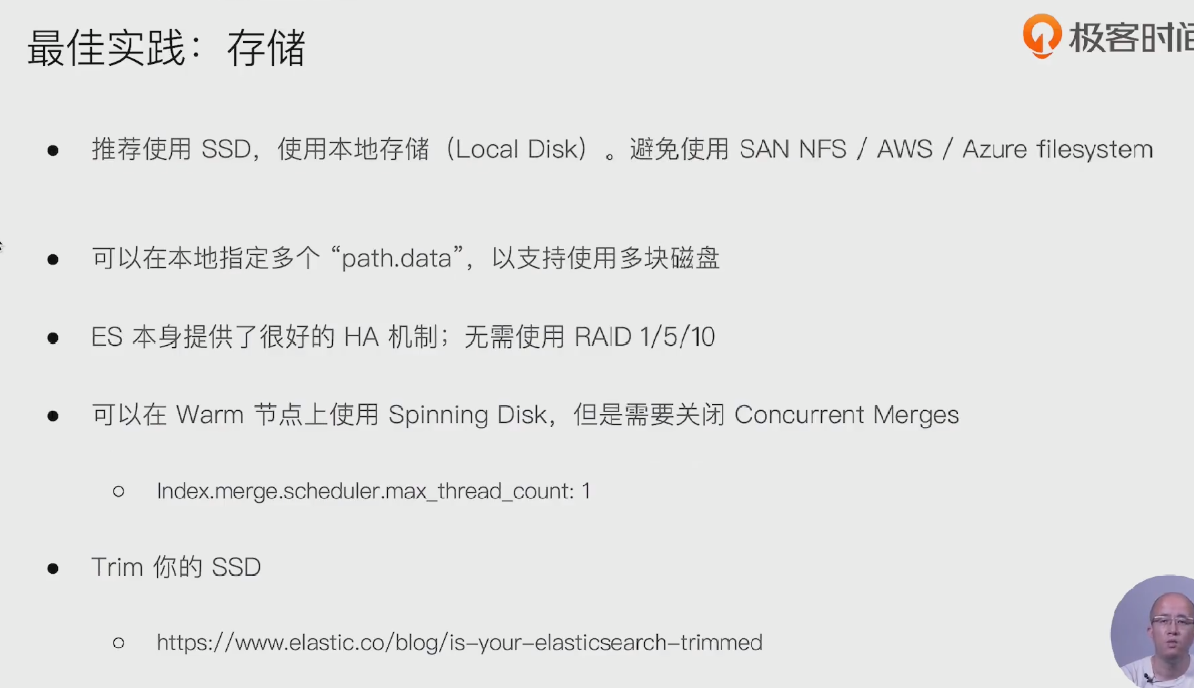 最佳实践：存储
极客时间
推荐使用 SSD，使用本地存储（Local Disk）。避免使用 SAN NFS / AWS / Azure filesystem
可以在本地指定多个 “path.data”，以支持使用多块磁盘
ES 本身提供了很好的 HA 机制；无需使用 RAID 1/5/10
可以在 Warm 节点上使用 Spinning Disk，但是需要关闭 Concurrent Merges
Index.merge.scheduler.max_thread_count: 1
Trim 你的 SSD
https://www.elastic.co/blog/is-your-elasticsearch-trimmed